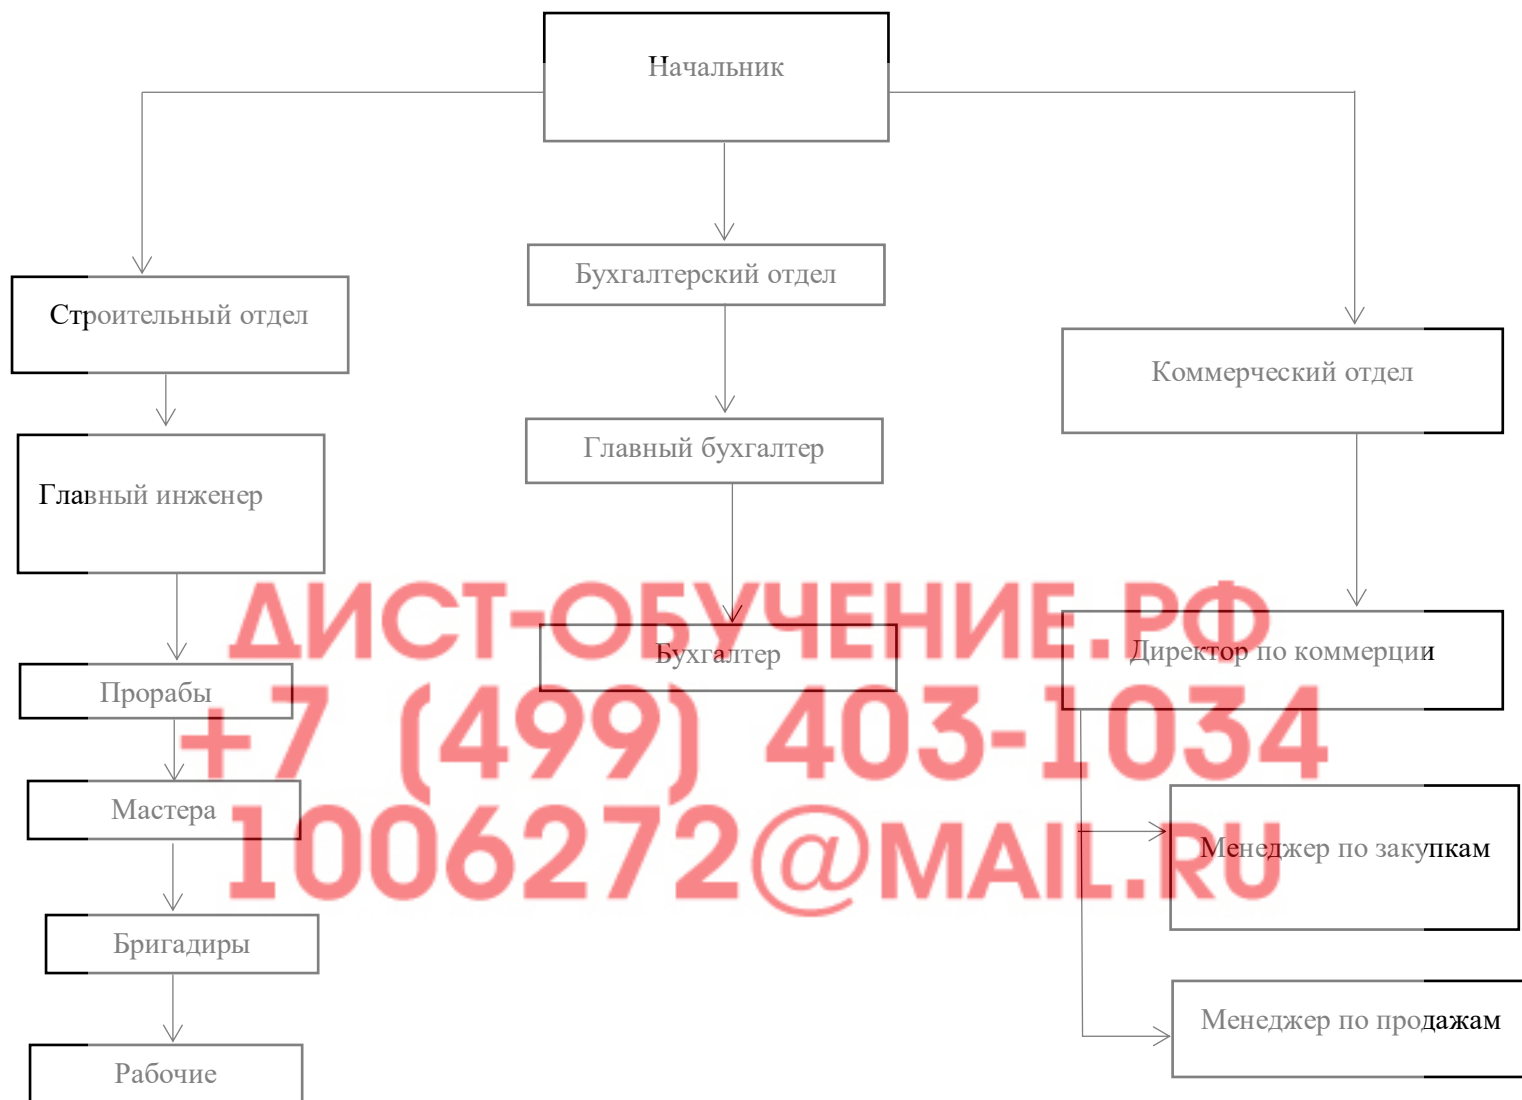 Начальник
Бухгалтерский отдел
Строительный отдел
Коммерческий отдел
Главный бухгалтер
Главный инженер
ДИСТ-ОБУЧЕНИЕ.РФ
Бухгалтер
Директор по коммерции
Прорабы
+7 (499) 403-1034
Мастера
1006272@MAIL.RU
Менеджер по закупкам
Бригадиры
Менеджер по продажам
Рабочие